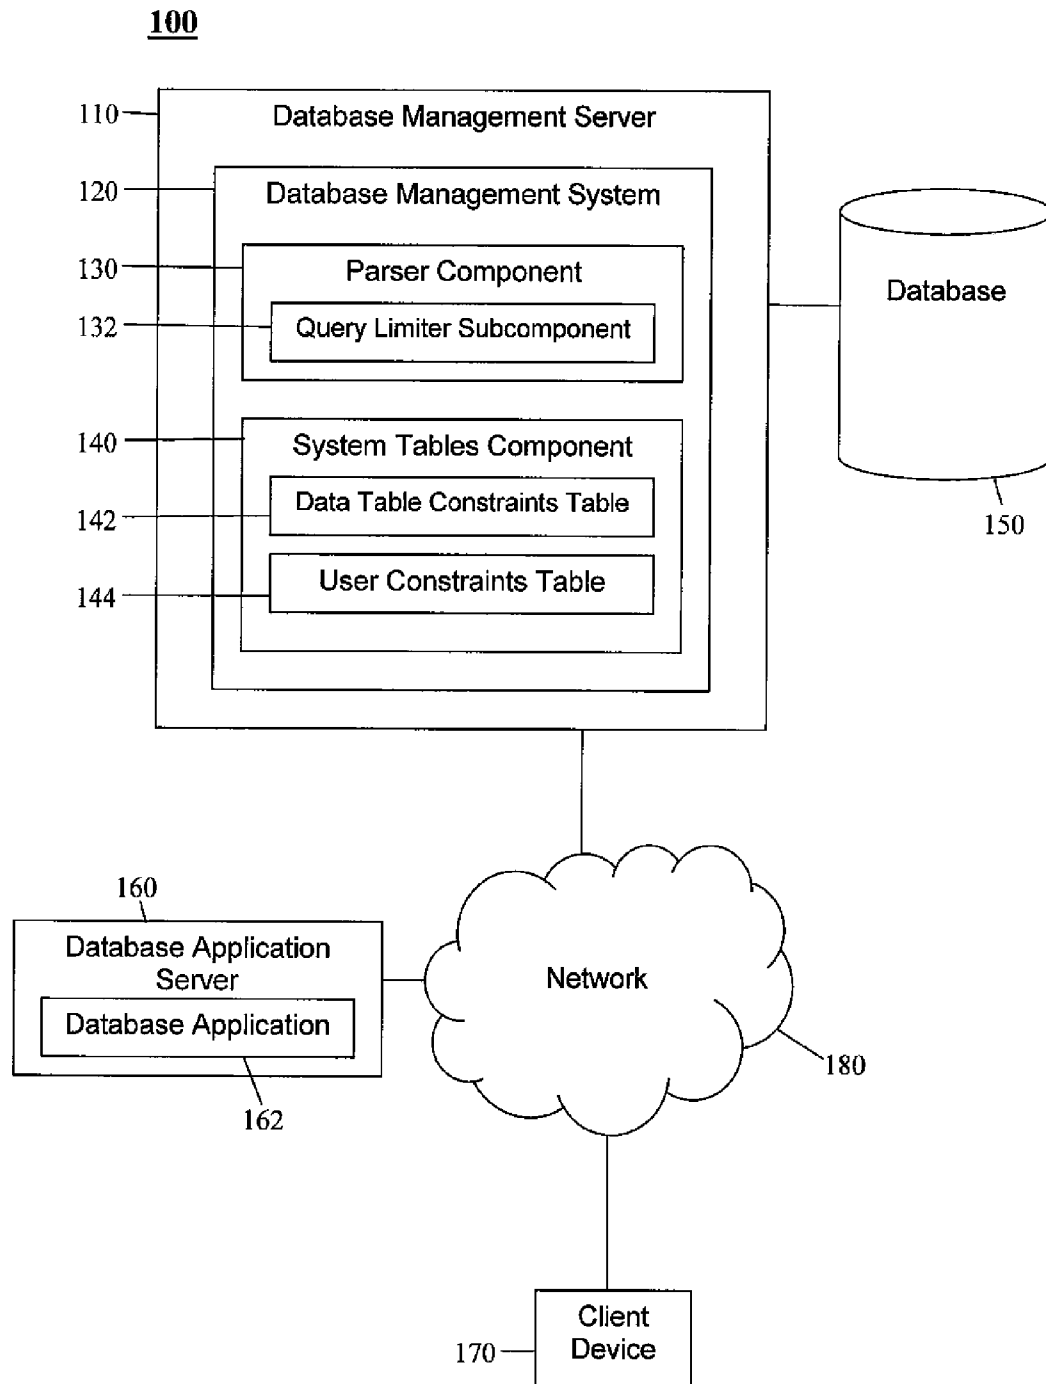 100
110
Database Management Server
120
Database Management System
130
Parser Component
132
Query Limiter Subcomponent
140
System Tables Component
142
Data Table Constraints Table
144
User Constraints Table
Database
150
160
Database Application
Server
Database Application
162
Network
180
Client
Device
170